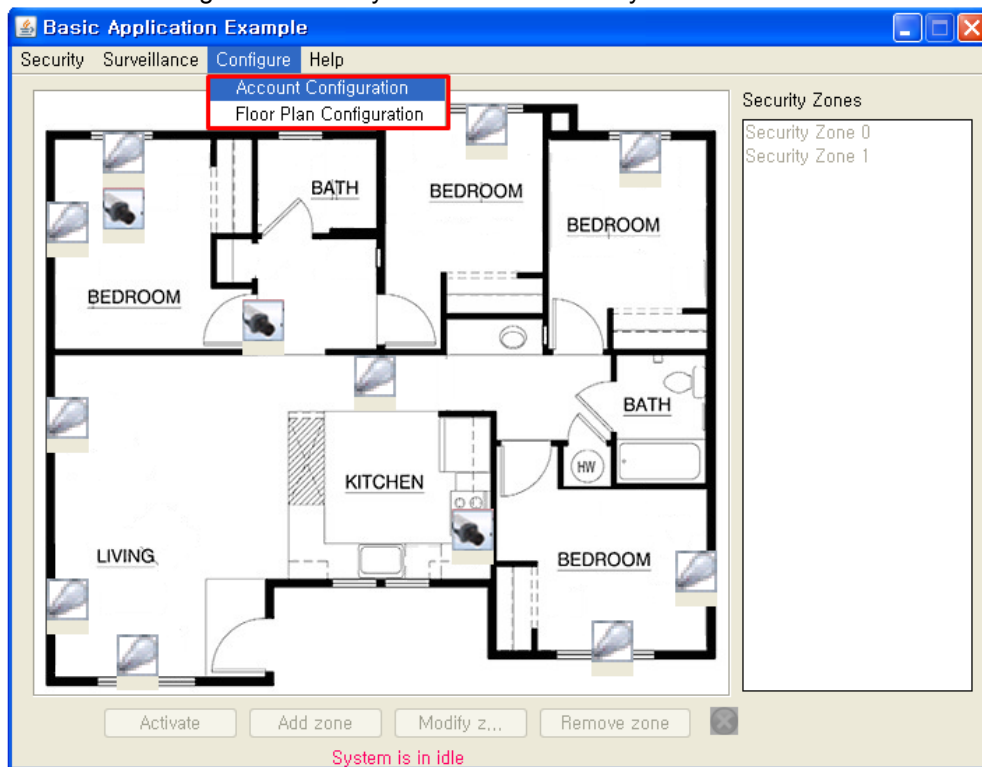 Basic Application Example
Security Surveillance Configure Help
Account Configuration
Floor Plan Configuration
Security Zones
Security Zone 0
Security Zone 1
BATH
BEDROOM
BEDROOM
BEDROOM
BATH
HW
KITCHEN
LIVING
BEDROOM
Activate Add zone Modify z... Remove zone
System is in idle